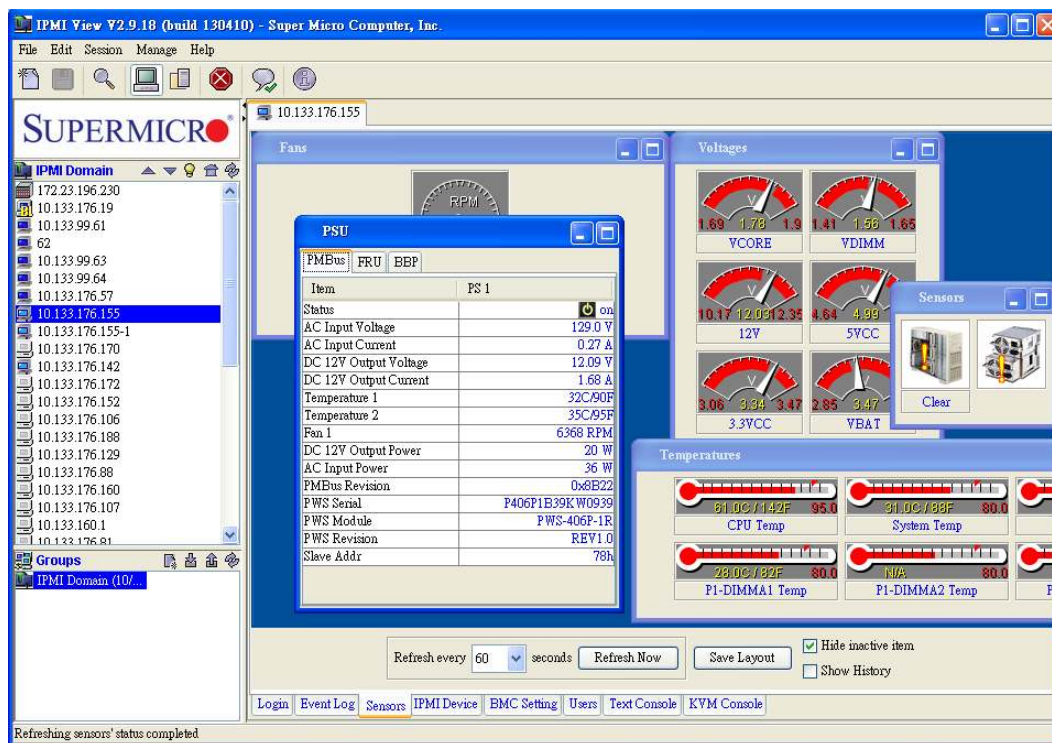 IPMI View V2.9.18 (build 130410) - Super Micro Computer, Inc.
File Edit Session Manage Help
SUPERMICRO
IPMI Domain
172.23.196.230
10.133.176.19
10.133.99.61
62
10.133.99.63
10.133.99.64
10.133.176.57
10.133.176.155
10.133.176.155-1
10.133.176.170
10.133.176.142
10.133.176.172
10.133.176.152
10.133.176.106
10.133.176.188
10.133.176.129
10.133.176.88
10.133.176.160
10.133.176.107
10.133.160.1
10.133.176.81
Groups
IPMI Domain (10/...
10.133.176.155
Fans
RPM
PSU
PMBus FRU BBP
Item PS 1
Status on
AC Input Voltage 129.0 V
AC Input Current 0.27 A
DC 12V Output Voltage 12.09 V
DC 12V Output Current 1.68 A
Temperature 1 32C/90F
Temperature 2 35C/95F
Fan 1 6368 RPM
DC 12V Output Power 20 W
AC Input Power 36 W
PMBus Revision 0x8B22
PWS Serial P406P1B39KW0939
PWS Module PWS-406P-1R
PWS Revision REV1.0
Slave Addr 78h
Voltages
V V
1.69 1.78 1.9 1.41 1.56 1.65
VCORE VDIMM
V V
10.17 12.03 12.35 4.64 4.99
12V 5VCC
V V
3.06 3.34 3.47 2.85 3.47
3.3VCC VBAT
Sensors
Clear
Temperatures
61.0C/142F 95.0 31.0C/88F 80.0
CPU Temp System Temp
28.0C/82F 80.0 N/A 80.0
P1-DIMMA1 Temp P1-DIMMA2 Temp P
Refresh every 60 seconds Refresh Now Save Layout
Hide inactive item
Show History
Login Event Log Sensors IPMI Device BMC Setting Users Text Console KVM Console
Refreshing sensors' status completed